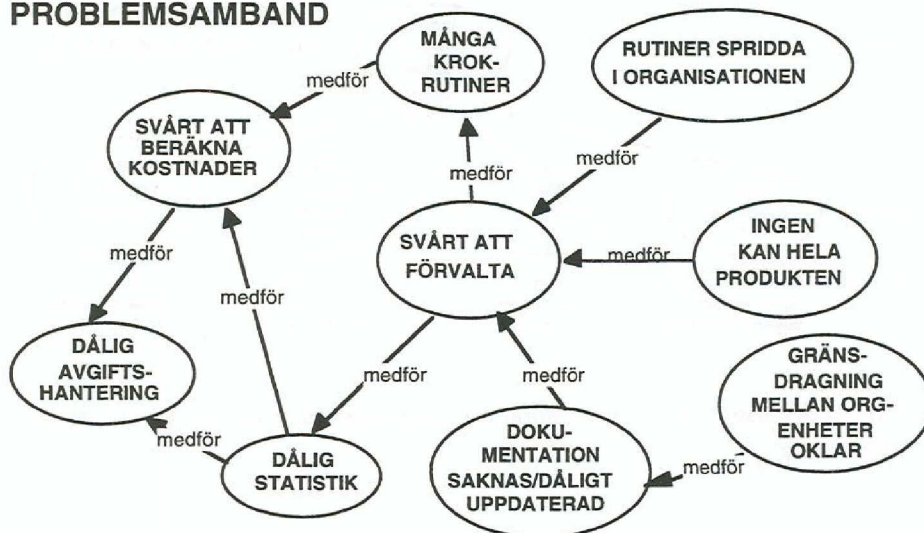 PROBLEMSAMBAND
MÅNGA
KROK-
RUTINER
RUTINER SPRIDDA
I ORGANISATIONEN
medför
SVÅRT ATT
BERÄKNA
KOSTNADER
medför
medför
SVÅRT ATT
FÖRVALTA
medför
INGEN
KAN HELA
PRODUKTEN
medför
medför
DÅLIG
AVGIFTS-
HANTERING
medför
medför
GRÄNS-
DRAGNING
MELLAN ORG-
ENHETER
OKLAR
medför
DÅLIG
STATISTIK
DOKU-
MENTATION
SAKNAS/DÅLIGT
UPPDATERAD
medför